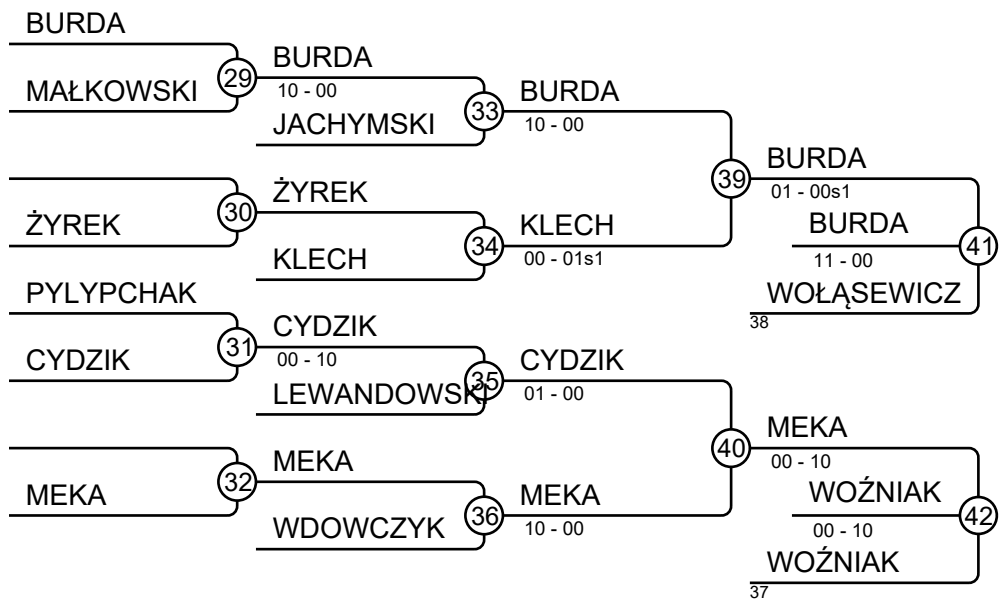 BURDA
MAŁKOWSKI
29
BURDA
10 - 00
JACHYMSKI
33
BURDA
10 - 00
ŻYREK
30
ŻYREK
KLECH
34
KLECH
00 - 01s1
39
BURDA
01 - 00s1
BURDA
11 - 00
41
WOŁĄSEWICZ
38
PYLYPCHAK
CYDZIK
31
CYDZIK
00 - 10
LEWANDOWSKI
35
CYDZIK
01 - 00
MEKA
32
MEKA
WDOWCZYK
36
MEKA
10 - 00
40
MEKA
00 - 10
WOŹNIAK
00 - 10
42
WOŹNIAK
37